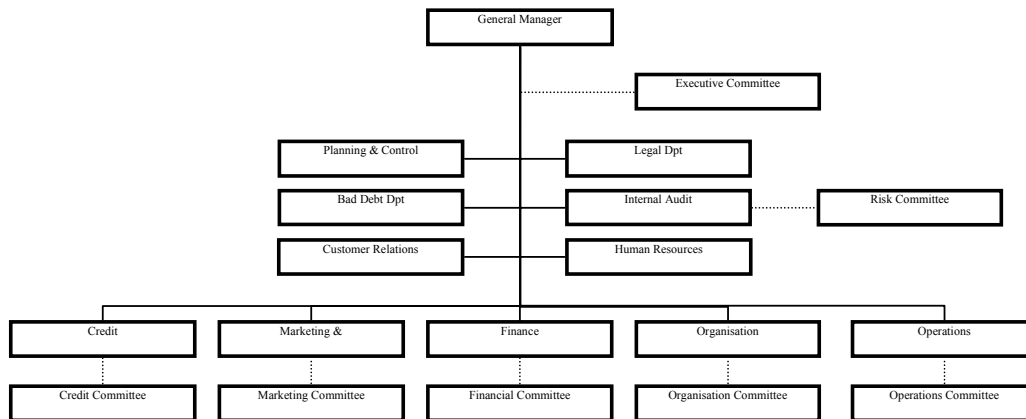 General Manager
Executive Committee
Planning & Control
Legal Dpt
Bad Debt Dpt
Internal Audit
Risk Committee
Customer Relations
Human Resources
Credit
Marketing &
Finance
Organisation
Operations
Credit Committee
Marketing Committee
Financial Committee
Organisation Committee
Operations Committee